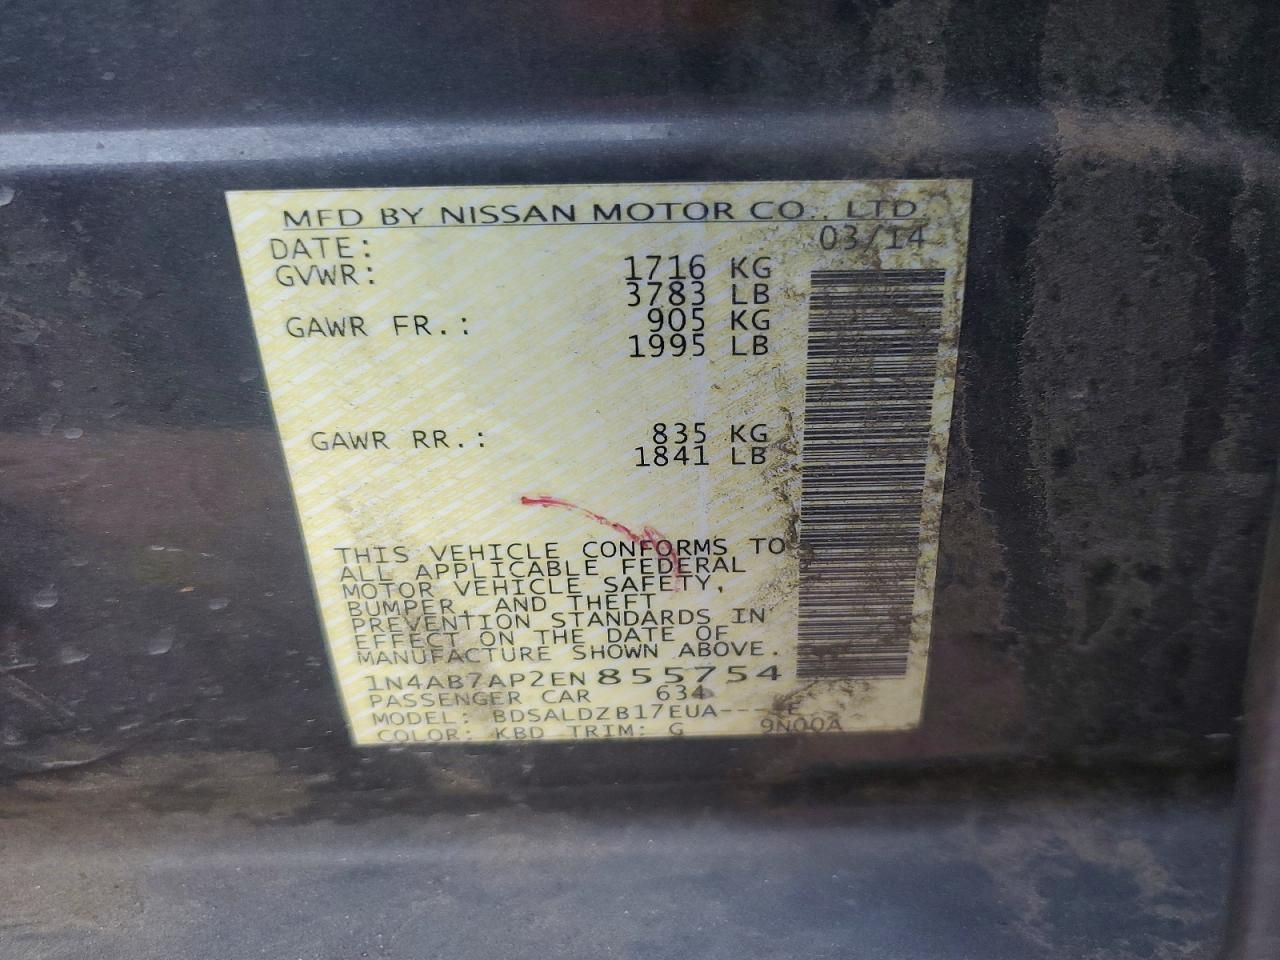 MFD BY NISSAN MOTOR CO., LTD
DATE: 03/14
GVWR: 1716 KG
3783 LB
GAWR FR.: 905 KG
1995 LB
GAWR RR.: 835 KG
1841 LB
THIS VEHICLE CONFORMS TO
ALL APPLICABLE FEDERAL
MOTOR VEHICLE SAFETY,
BUMPER, AND THEFT
PREVENTION STANDARDS IN
EFFECT ON THE DATE OF
MANUFACTURE SHOWN ABOVE.
1N4AB7AP2EN855754
PASSENGER CAR 634
MODEL: BDSALDZB17EUA----E
COLOR: KBD TRIM: G 9N00A